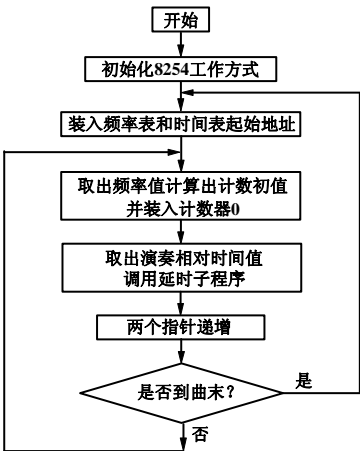 开始
初始化8254工作方式
装入频率表和时间表起始地址
取出频率值计算出计数初值
并装入计数器0
取出演奏相对时间值
调用延时子程序
两个指针递增
是否到曲末？
是
否